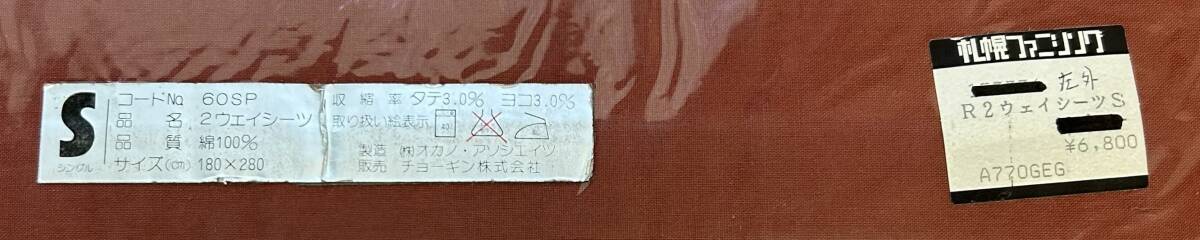 S
シングル
コードNo. 60SP
品名 2ウエイシーツ
品質 綿100%
サイズ(cm) 180×280
収縮率 タテ3.0% ヨコ3.0%
取り扱い絵表示
製造 ㈱オカノ・アソシエイツ
販売 チョーギン株式会社
札幌ファニシング
左外
R2ウェイシーツS
¥6,800
A770GEG